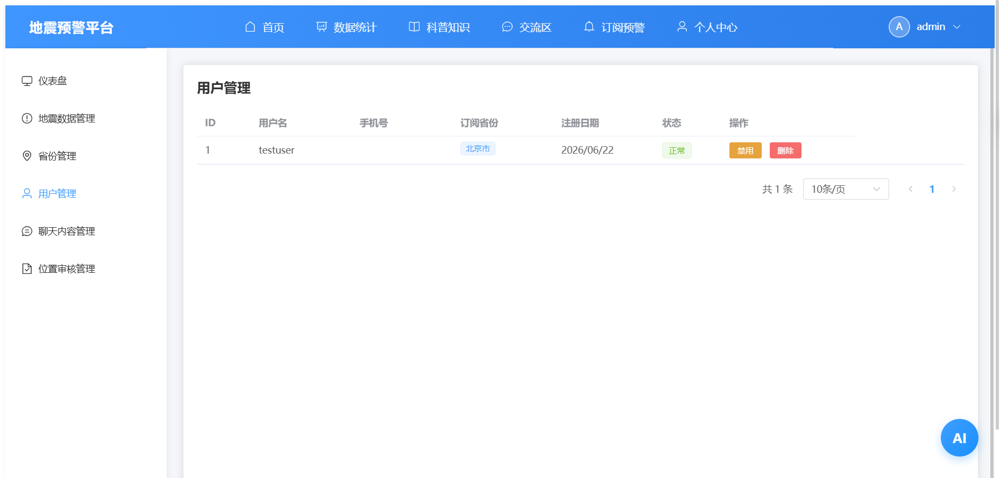 地震预警平台
首页 数据统计 科普知识 交流区 订阅预警 个人中心
A admin
仪表盘
地震数据管理
省份管理
用户管理
聊天内容管理
位置审核管理
用户管理
ID 用户名 手机号 订阅省份 注册日期 状态 操作
1 testuser 北京市 2026/06/22 正常 禁用 删除
共 1 条 10条/页 1
AI